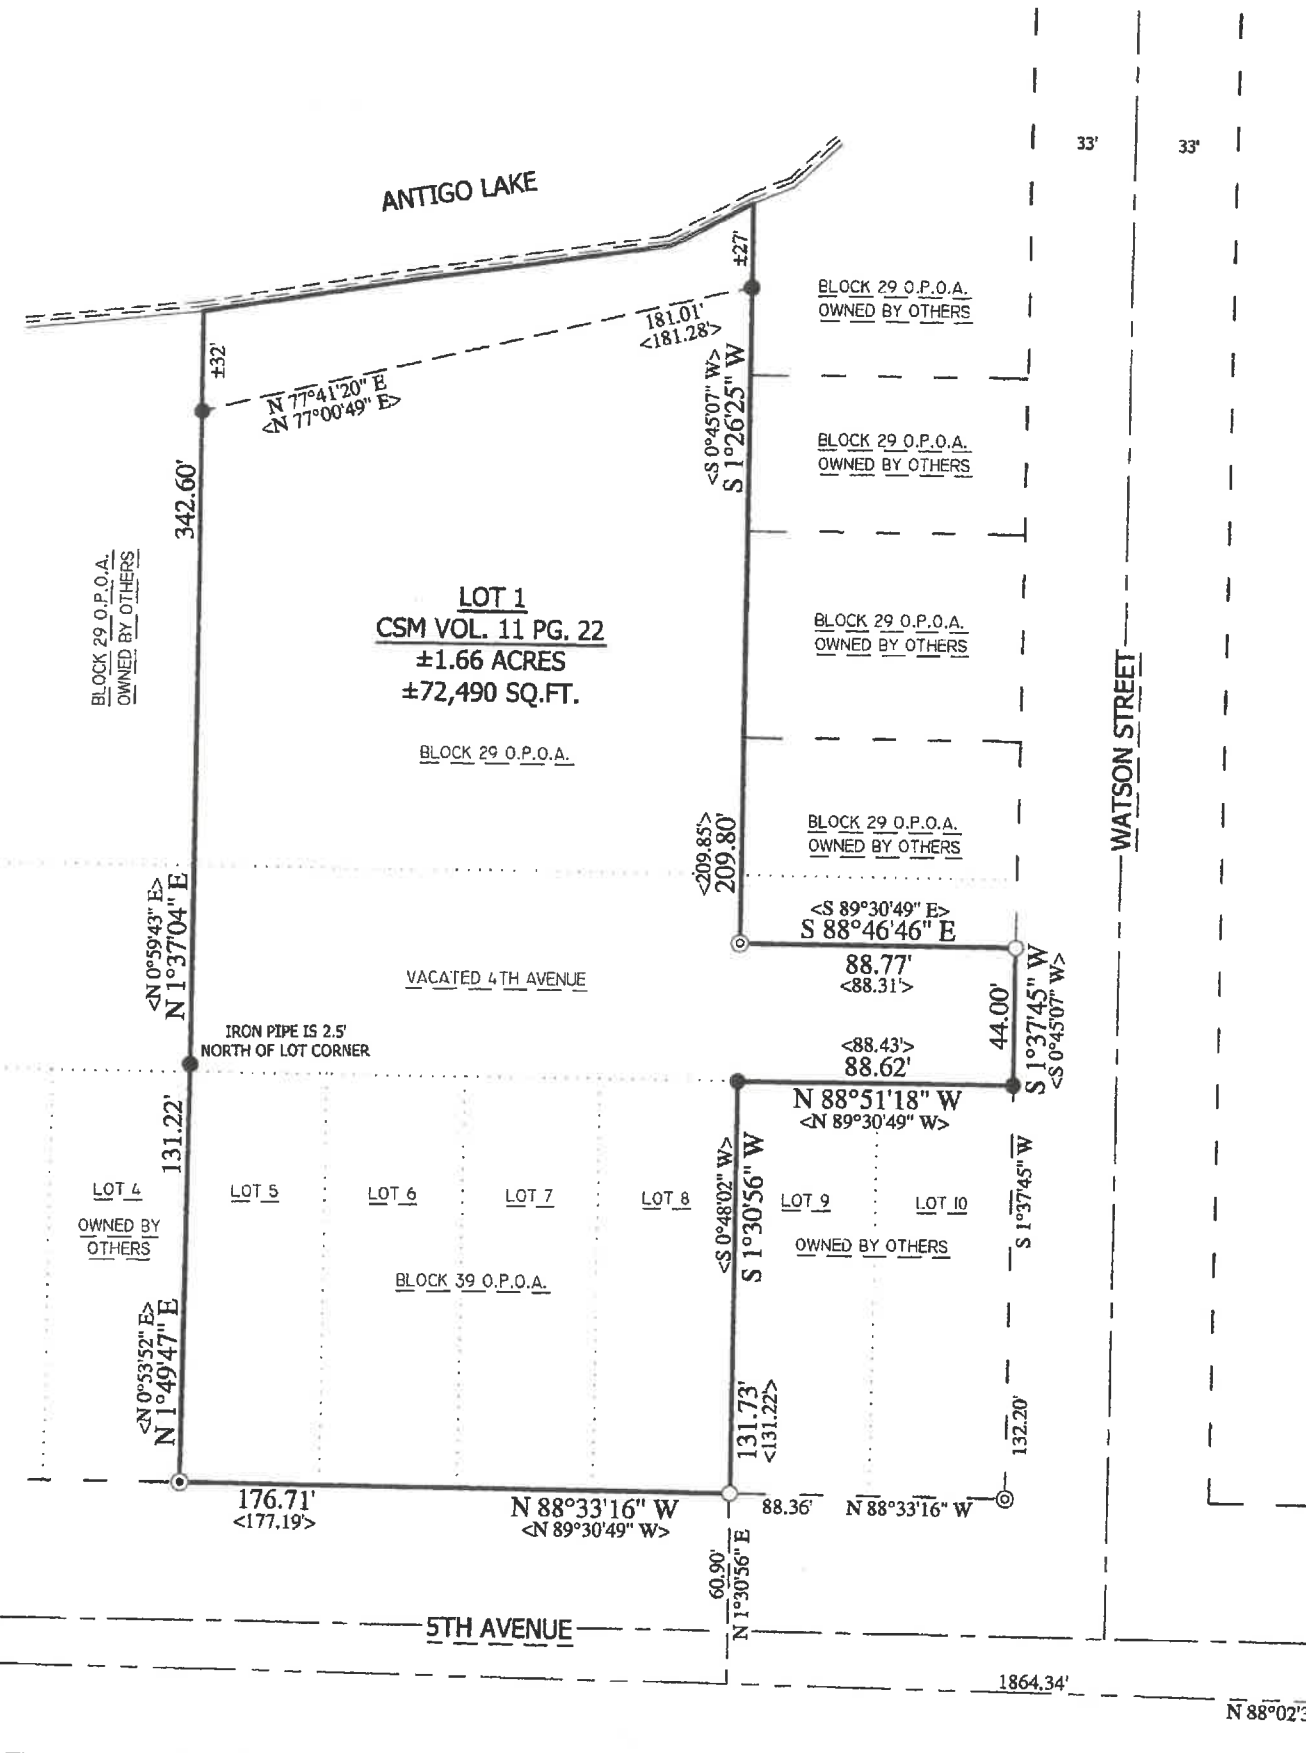 33'
33'
ANTIGO LAKE
±27'
BLOCK 29 O.P.O.A.
OWNED BY OTHERS
181.01'
<181.28'>
±32'
N 77°41'20" E
<N 77°00'49" E>
<S 0°45'07" W>
S 1°26'25" W
BLOCK 29 O.P.O.A.
OWNED BY OTHERS
342.60'
BLOCK 29 O.P.O.A.
OWNED BY OTHERS
LOT 1
CSM VOL. 11 PG. 22
±1.66 ACRES
±72,490 SQ.FT.
BLOCK 29 O.P.O.A.
BLOCK 29 O.P.O.A.
OWNED BY OTHERS
WATSON STREET
<209.85'>
209.80'
BLOCK 29 O.P.O.A.
OWNED BY OTHERS
<N 0°59'43" E>
N 1°37'04" E
<S 89°30'49" E>
S 88°46'46" E
88.77'
<88.31'>
VACATED 4TH AVENUE
44.00'
S 1°37'45" W
<S 0°45'07" W>
IRON PIPE IS 2.5'
NORTH OF LOT CORNER
<88.43'>
88.62'
N 88°51'18" W
<N 89°30'49" W>
131.22'
<S 0°48'02" W>
S 1°30'56" W
S 1°37'45" W
LOT 4
OWNED BY
OTHERS
LOT 5
LOT 6
LOT 7
LOT 8
LOT 9
LOT 10
OWNED BY OTHERS
BLOCK 39 O.P.O.A.
<N 0°53'52" E>
N 1°49'47" E
131.73'
<131.22'>
132.20'
176.71'
<177.19'>
N 88°33'16" W
<N 89°30'49" W>
88.36'
N 88°33'16" W
60.90'
N 1°30'56" E
5TH AVENUE
1864.34'
N 88°02'3